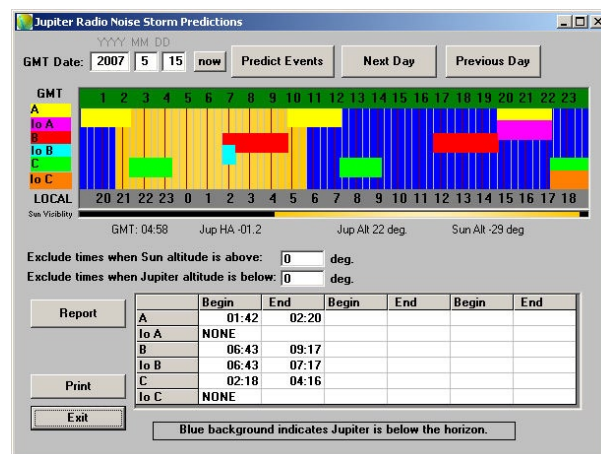 Jupiter Radio Noise Storm Predictions
YYYY MM DD
GMT Date: 2007 5 15 now Predict Events Next Day Previous Day
GMT 1 2 3 4 5 6 7 8 9 10 11 12 13 14 15 16 17 18 19 20 21 22 23
A
Io A
B
Io B
C
Io C
LOCAL 20 21 22 23 0 1 2 3 4 5 6 7 8 9 10 11 12 13 14 15 16 17 18
Sun Visiblity
GMT: 04:58 Jup HA -01.2 Jup Alt 22 deg. Sun Alt -29 deg
Exclude times when Sun altitude is above: 0 deg.
Exclude times when Jupiter altitude is below: 0 deg.
Report
Begin End Begin End Begin End
A 01:42 02:20
Io A NONE
B 06:43 09:17
Io B 06:43 07:17
C 02:18 04:16
Io C NONE
Print
Exit
Blue background indicates Jupiter is below the horizon.